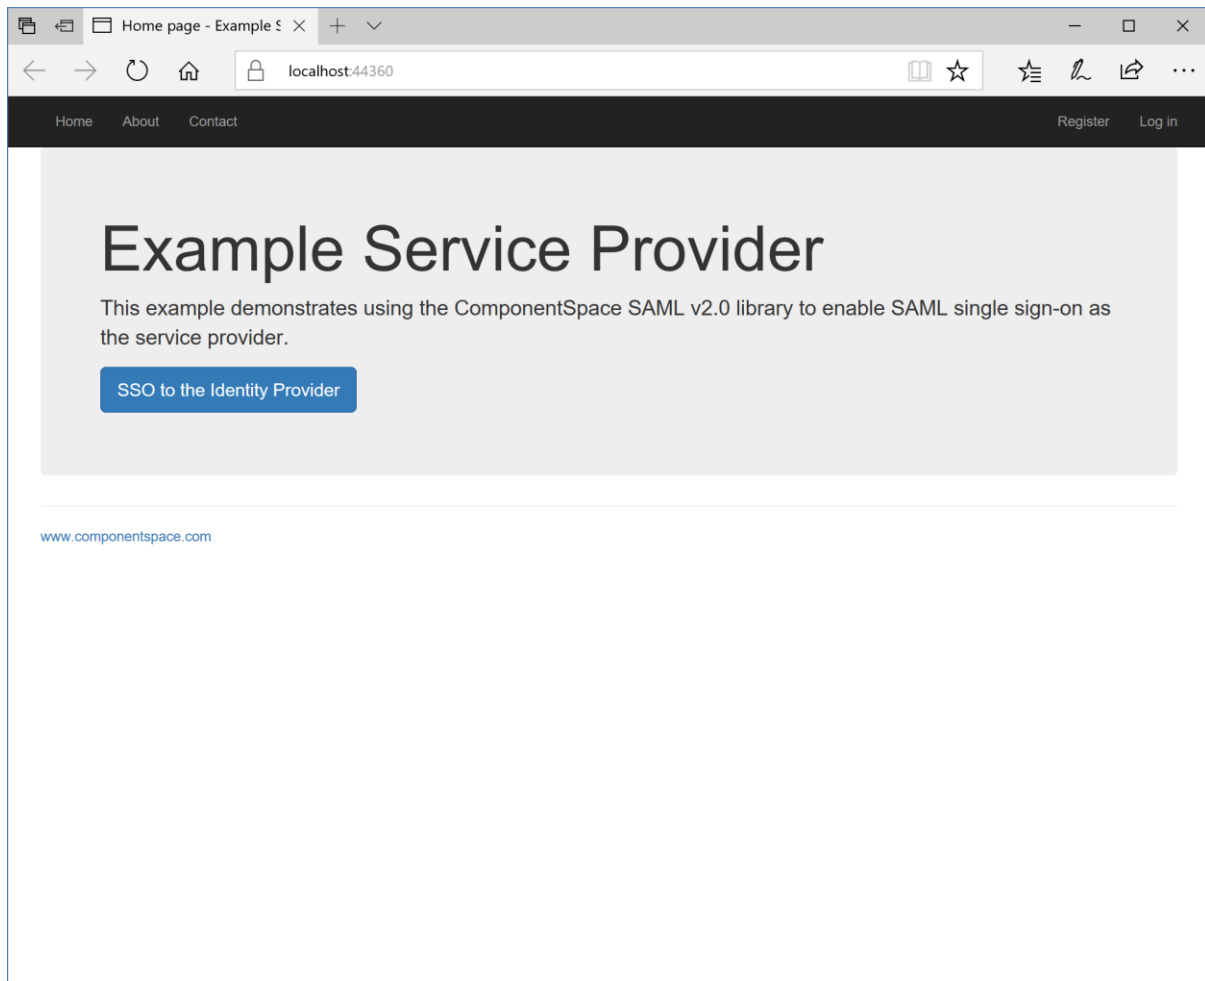 Home page - Example S
localhost:44360
Home About Contact Register Log in
Example Service Provider
This example demonstrates using the ComponentSpace SAML v2.0 library to enable SAML single sign-on as
the service provider.
SSO to the Identity Provider
www.componentspace.com